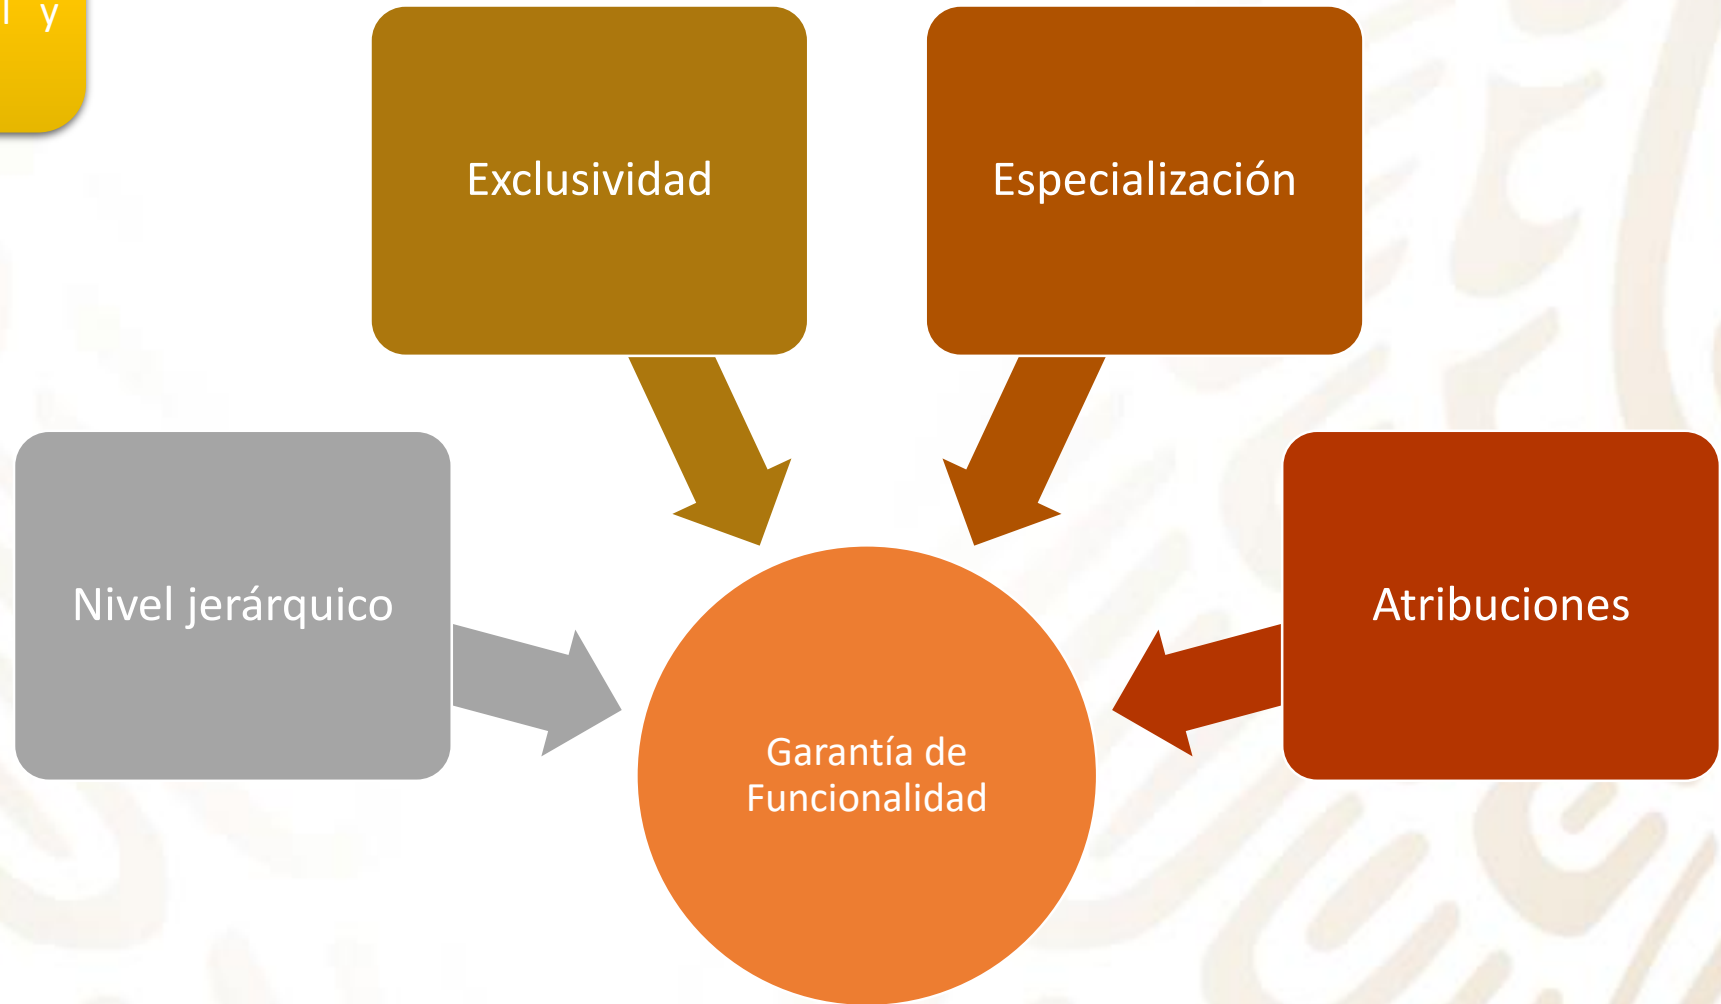 y
Exclusividad
Especialización
Nivel jerárquico
Atribuciones
Garantía de
Funcionalidad